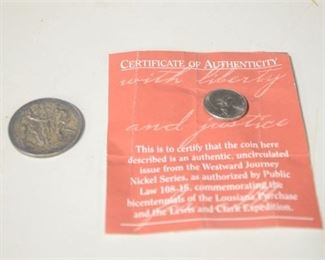 CERTIFICATE OF AUTHENTICITY
with liberty
and justice
This is to certify that the coin here
described is an authentic, uncirculated
issue from the Westward Journey
Nickel Series, as authorized by Public
Law 108-15, commemorating the
bicentennials of the Lousiana Purchase
and the Lewis and Clark Expedition.